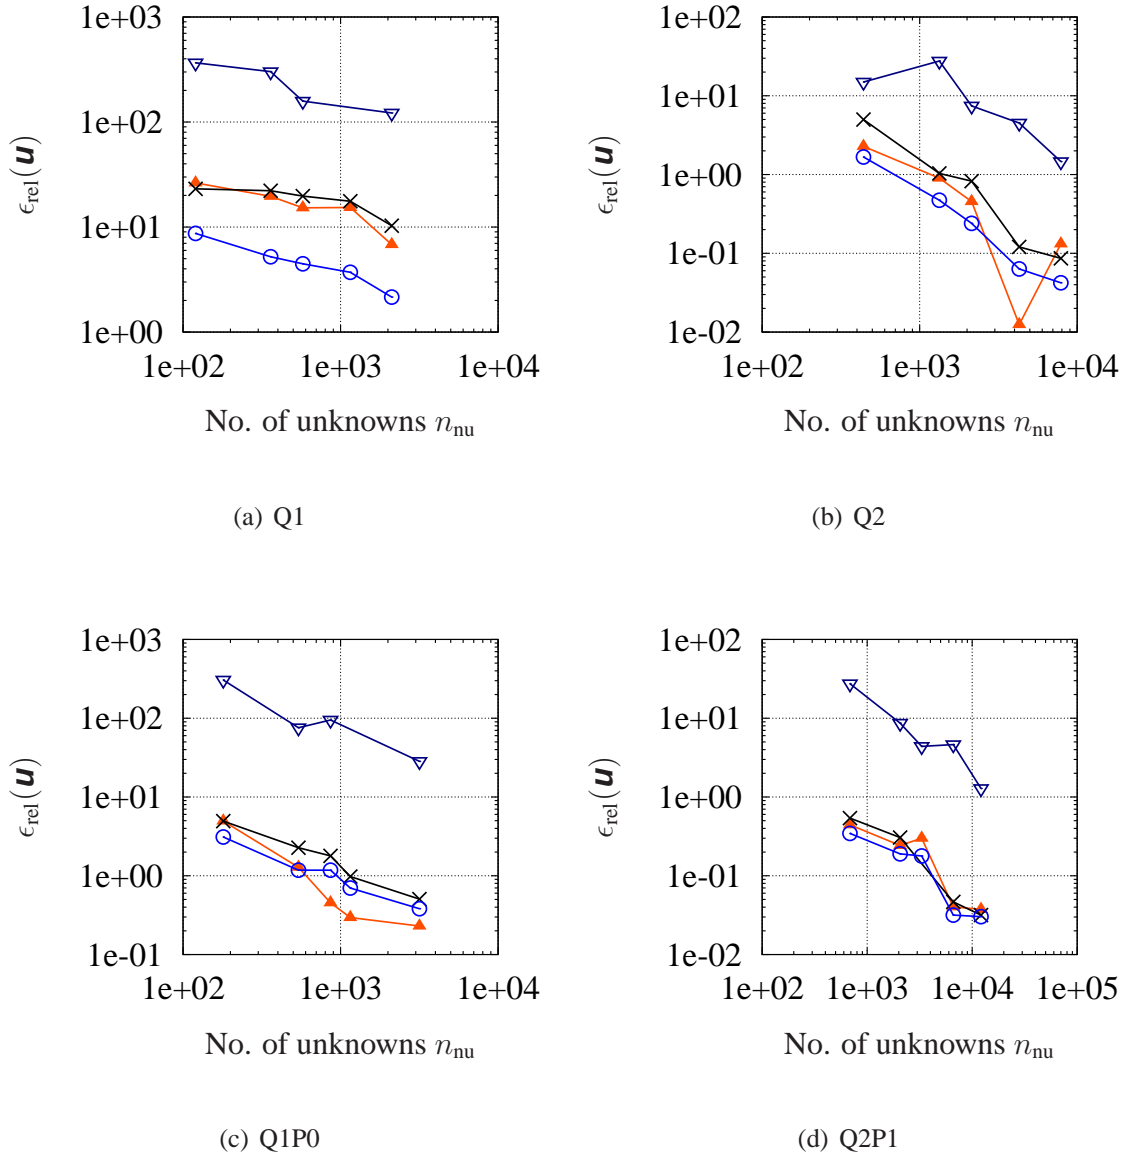 1e+03
1e+02
1e+01
1e+00
ϵrel(u)
1e+02 1e+03 1e+04
No. of unknowns nnu
(a) Q1
1e+02
1e+01
1e+00
1e-01
1e-02
ϵrel(u)
1e+02 1e+03 1e+04
No. of unknowns nnu
(b) Q2
1e+03
1e+02
1e+01
1e+00
1e-01
ϵrel(u)
1e+02 1e+03 1e+04
No. of unknowns nnu
(c) Q1P0
1e+02
1e+01
1e+00
1e-01
1e-02
ϵrel(u)
1e+02 1e+03 1e+04 1e+05
No. of unknowns nnu
(d) Q2P1